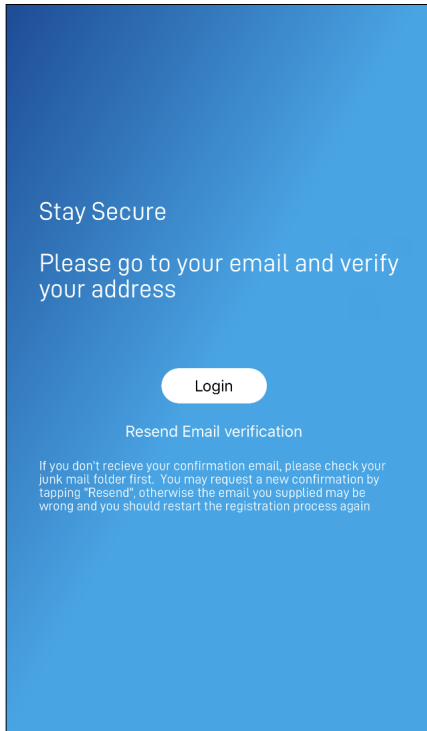 Stay Secure
Please go to your email and verify
your address
Login
Resend Email verification
If you don't recieve your confirmation email, please check your
junk mail folder first. You may request a new confirmation by
tapping "Resend", otherwise the email you supplied may be
wrong and you should restart the registration process again